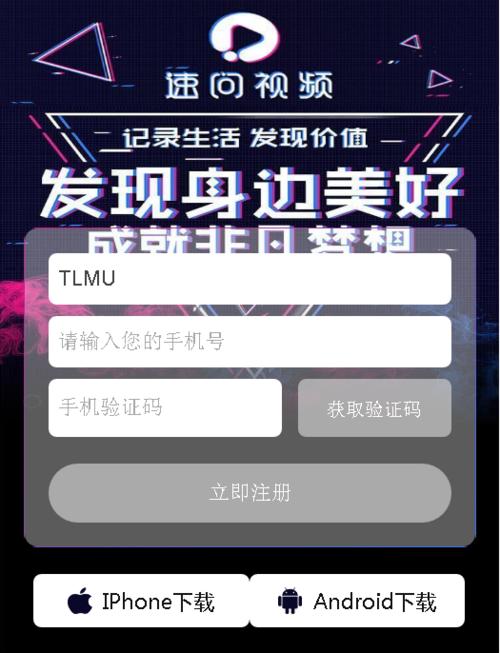 速问视频
记录生活 发现价值
发现身边美好
成就非凡梦想
TLMU
请输入您的手机号
手机验证码
获取验证码
立即注册
IPhone下载
Android下载